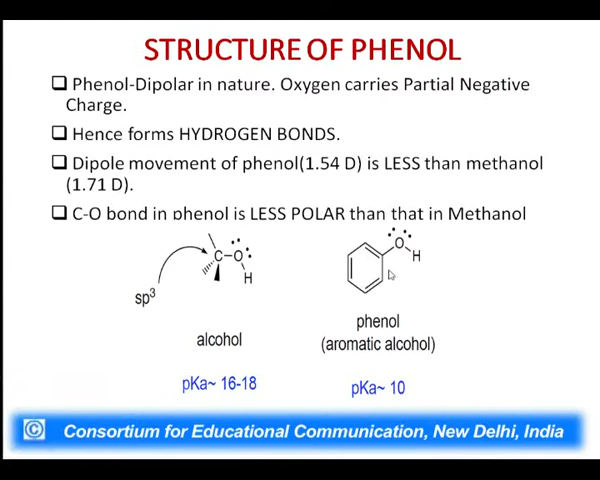 STRUCTURE OF PHENOL
Phenol-Dipolar in nature. Oxygen carries Partial Negative
Charge.
Hence forms HYDROGEN BONDS.
Dipole movement of phenol(1.54 D) is LESS than methanol
(1.71 D).
C-O bond in phenol is LESS POLAR than that in Methanol
C-O
H
sp3
alcohol
pKa~ 16-18
O
H
phenol
(aromatic alcohol)
pKa~ 10
© Consortium for Educational Communication, New Delhi, India